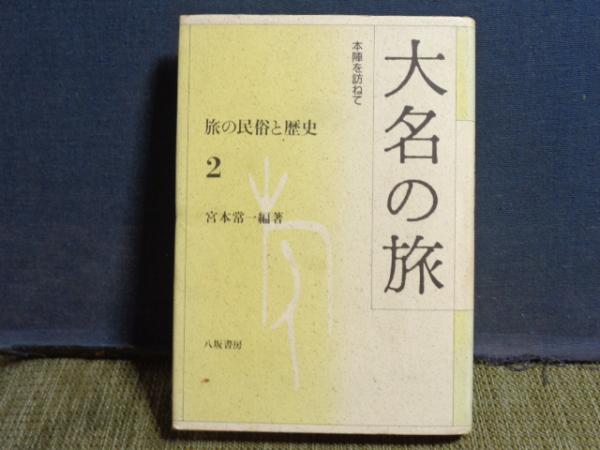 大名の旅
本陣を訪ねて
旅の民俗と歴史
2
宮本常一編著
八坂書房